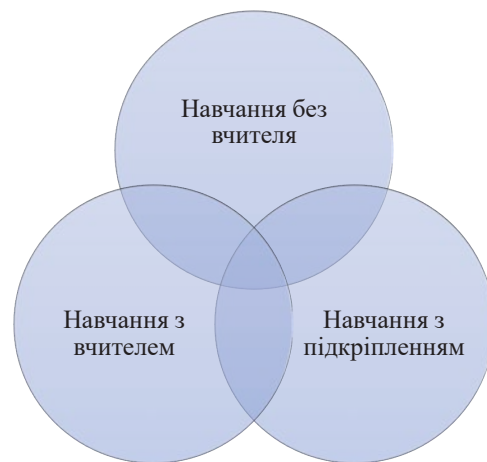 Навчання без
вчителя
Навчання з
вчителем
Навчання з
підкріпленням